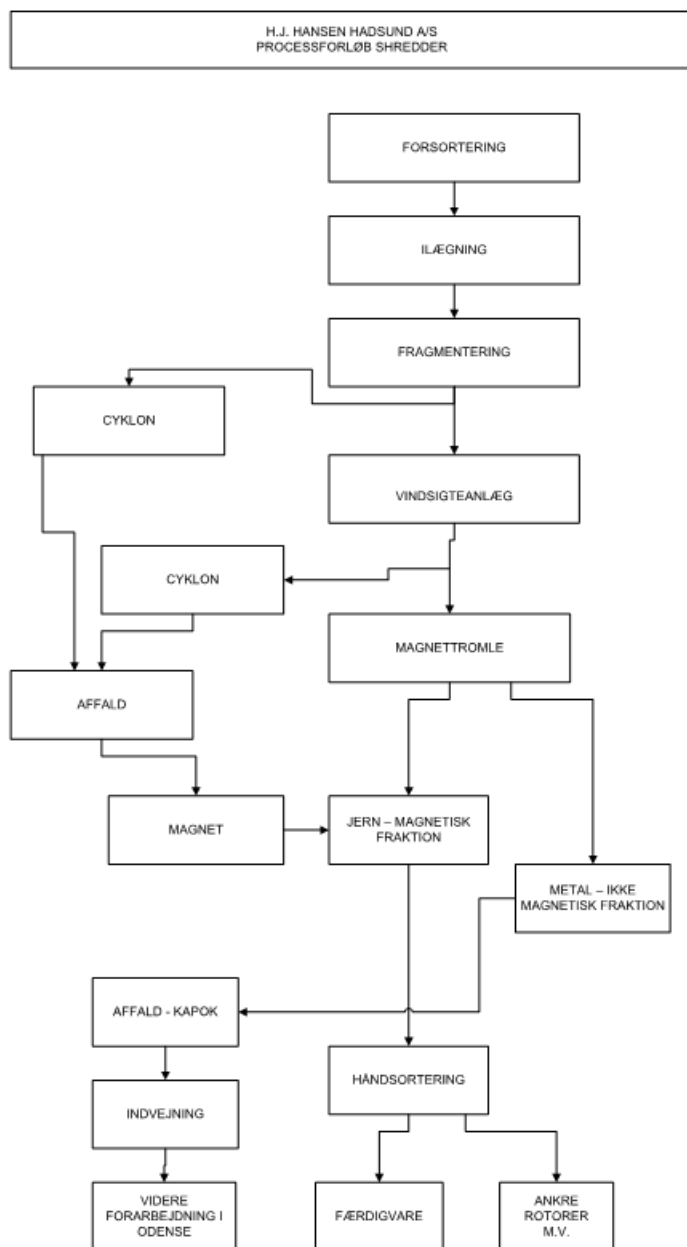 H.J. HANSEN HADSUND A/S
PROCESSFORLØB SHREDDER
FORSORTERING
ILÆGNING
FRAGMENTERING
CYKLON
VINDSIGTEANLÆG
CYKLON
MAGNETTROMLE
AFFALD
MAGNET
JERN – MAGNETISK
FRAKTION
METAL – IKKE
MAGNETISK FRAKTION
AFFALD - KAPOK
HÅNDSORTERING
INDVEJNING
VIDERE
FORARBEJDNING I
ODENSE
FÆRDIGVARE
ANKRE
ROTORER
M.V.